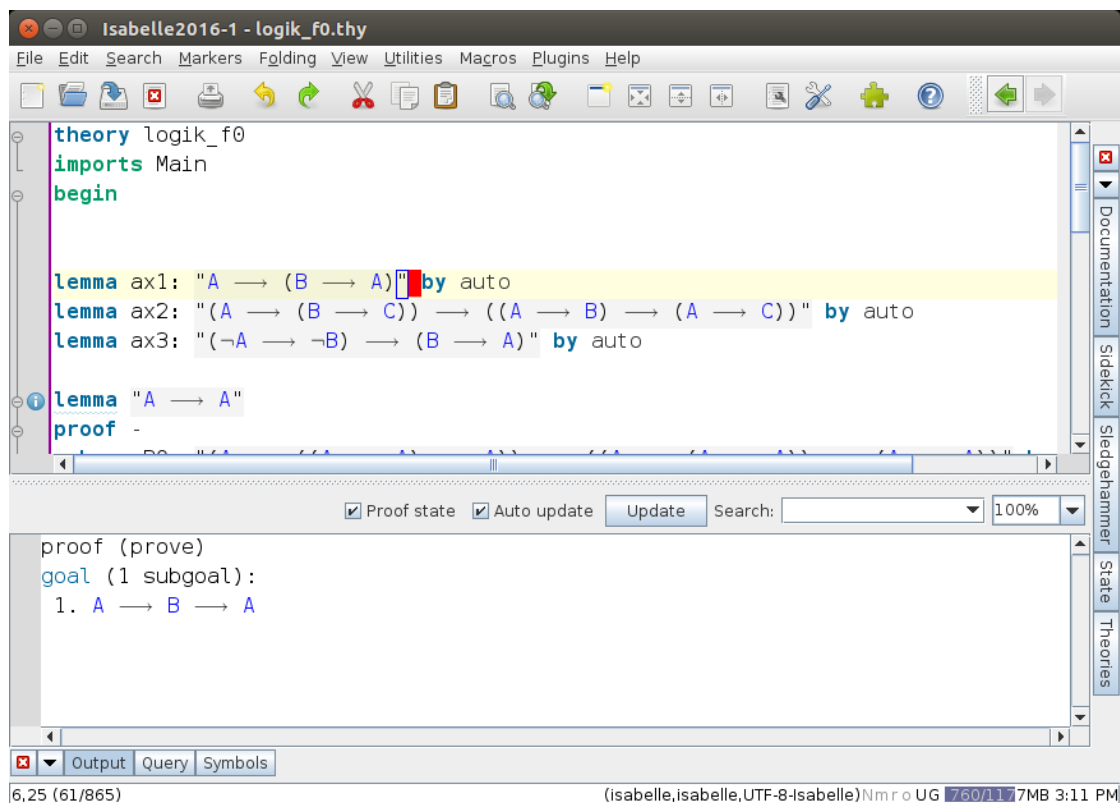 Isabelle2016-1 - logik_f0.thy
File Edit Search Markers Folding View Utilities Macros Plugins Help
theory logik_f0
imports Main
begin
lemma ax1: "A ⟶ (B ⟶ A)" by auto
lemma ax2: "(A ⟶ (B ⟶ C)) ⟶ ((A ⟶ B) ⟶ (A ⟶ C))" by auto
lemma ax3: "(¬A ⟶ ¬B) ⟶ (B ⟶ A)" by auto
lemma "A ⟶ A"
proof -
Proof state Auto update Update Search: 100%
proof (prove)
goal (1 subgoal):
1. A ⟶ B ⟶ A
Documentation
Sidekick
Sledgehammer
State
Theories
Output Query Symbols
6,25 (61/865) (isabelle,isabelle,UTF-8-Isabelle)Nmr o UG 760/1177MB 3:11 PM